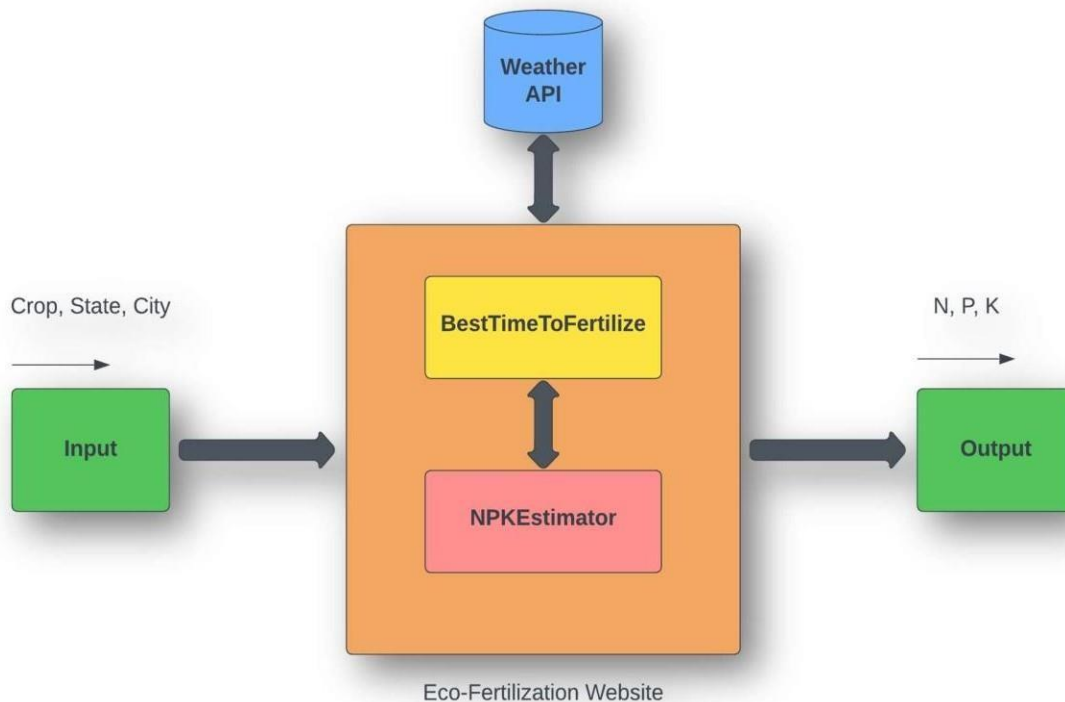 Weather
API
Crop, State, City
N, P, K
BestTimeToFertilize
Input
Output
NPKEstimator
Eco-Fertilization Website